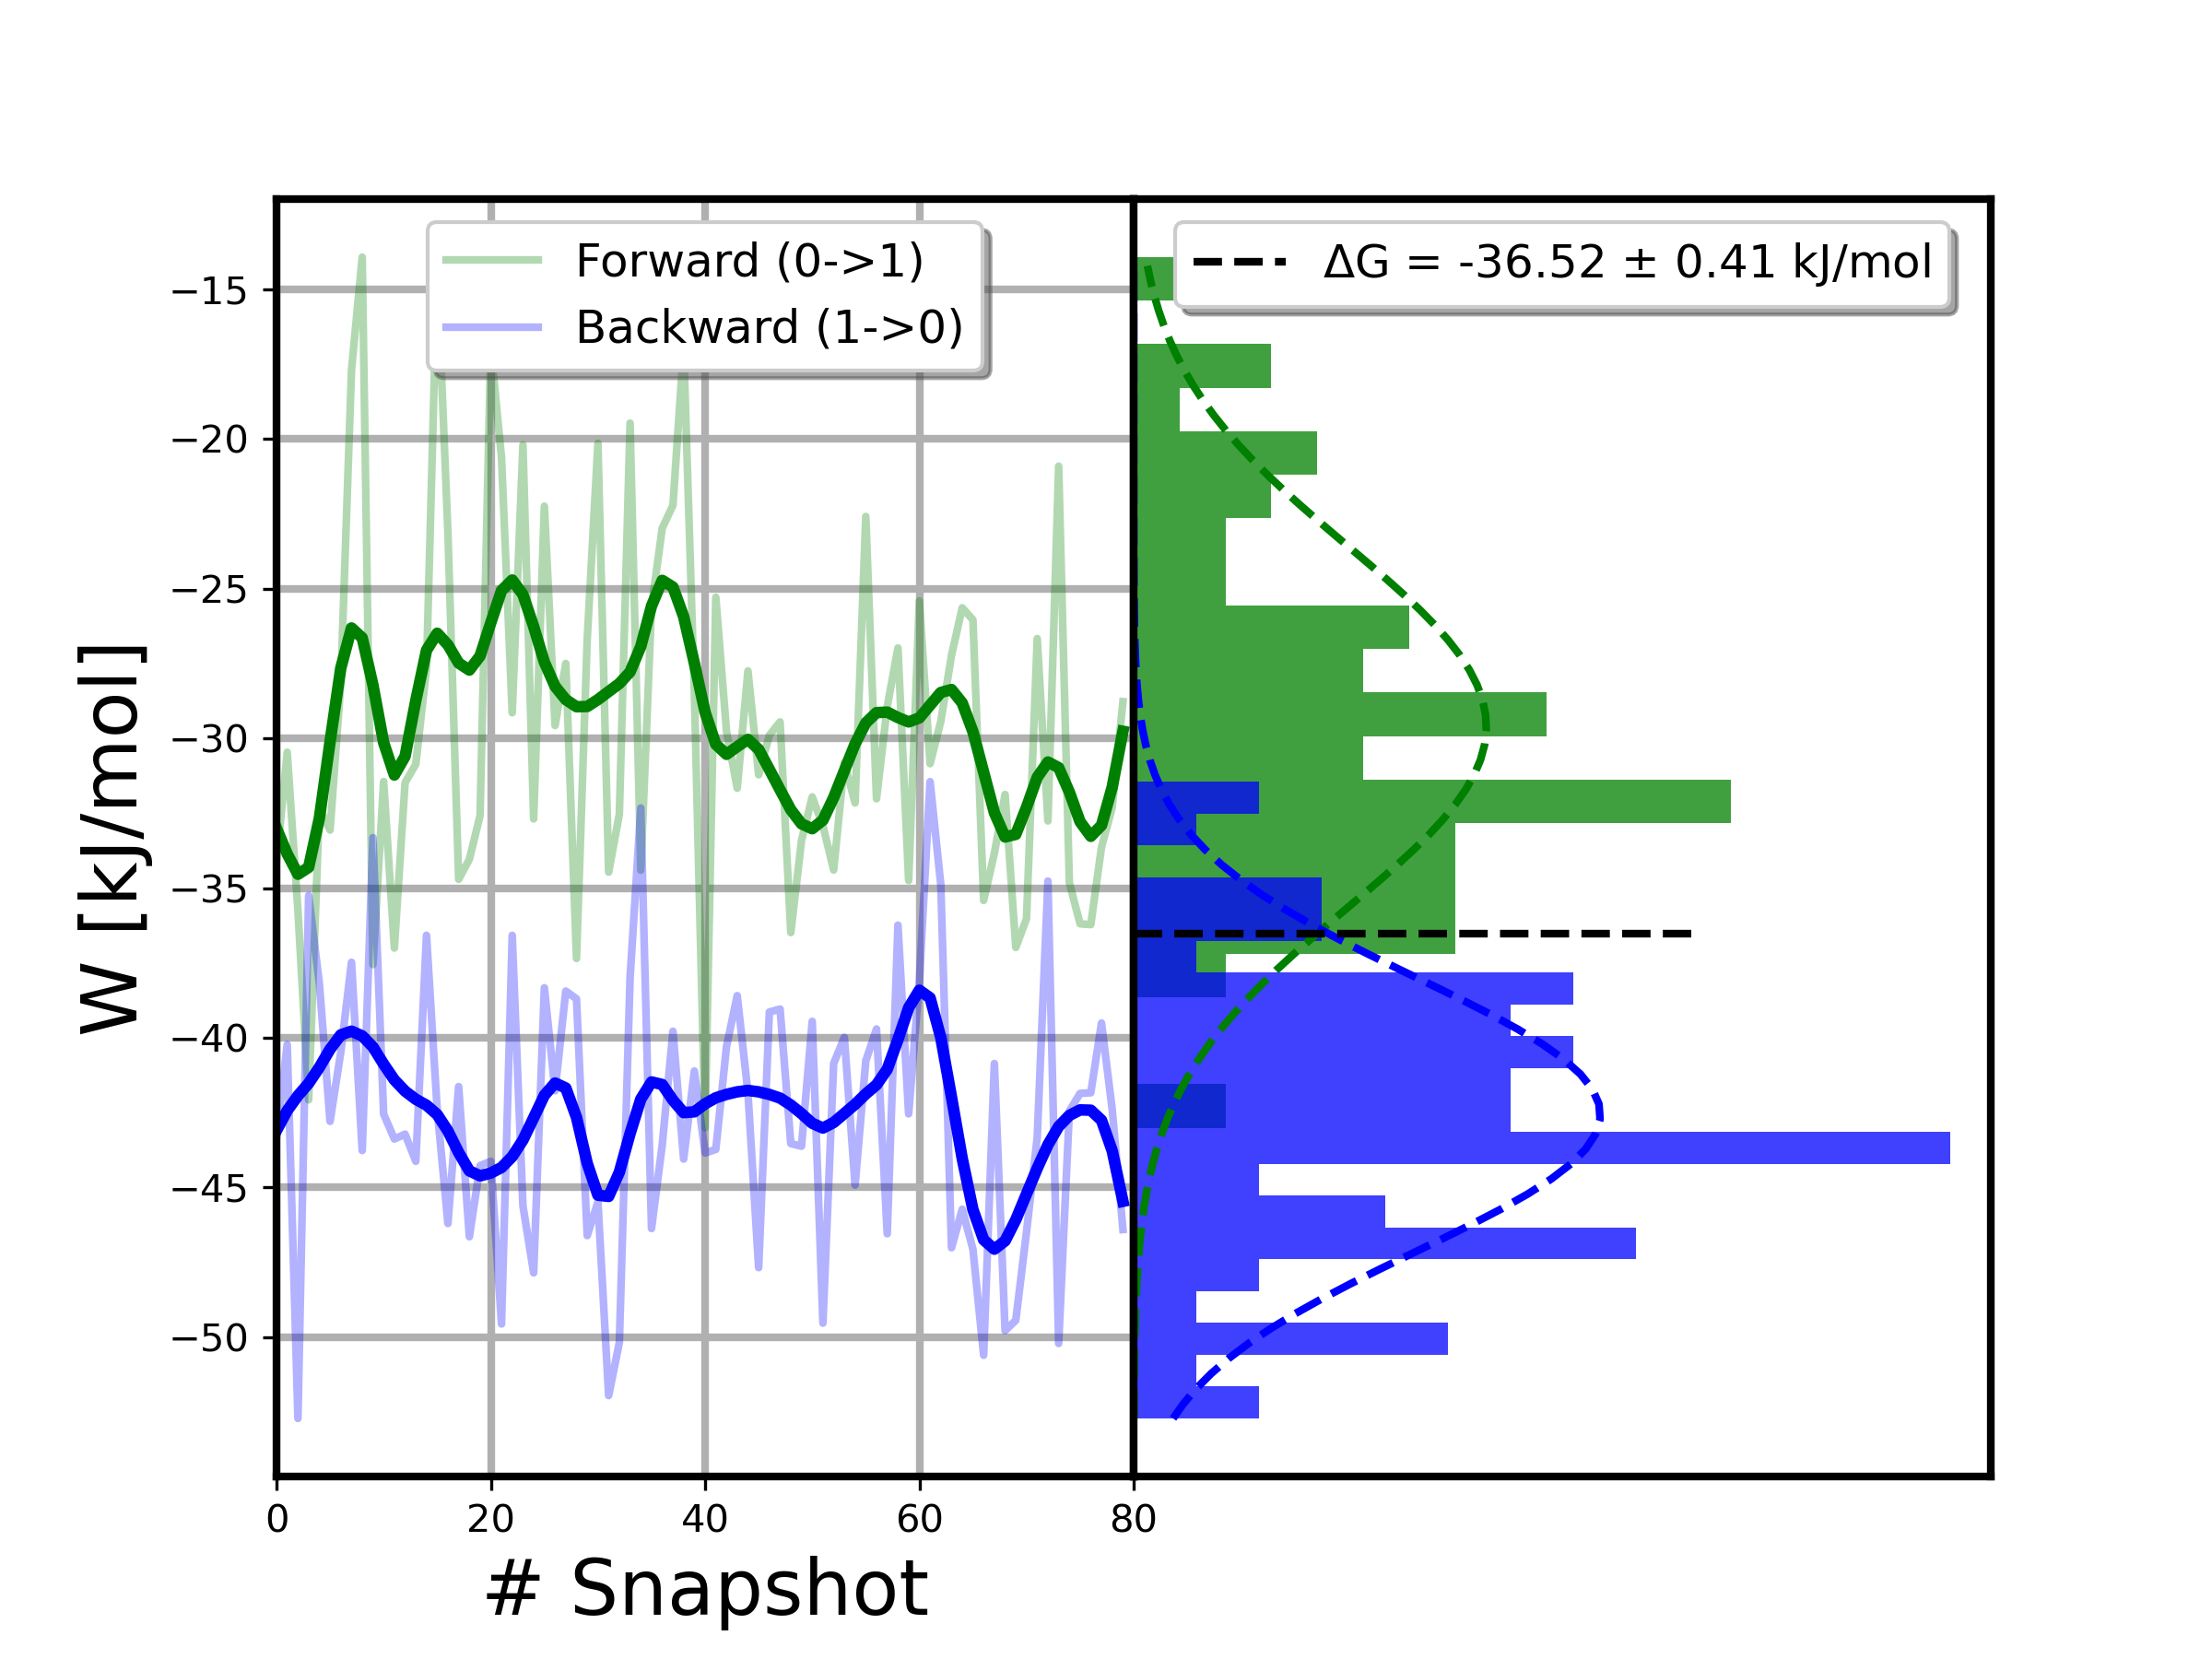 Forward (0->1)
Backward (1->0)
ΔG = -36.52 ± 0.41 kJ/mol
W [kJ/mol]
−15
−20
−25
−30
−35
−40
−45
−50
0 20 40 60 80
# Snapshot